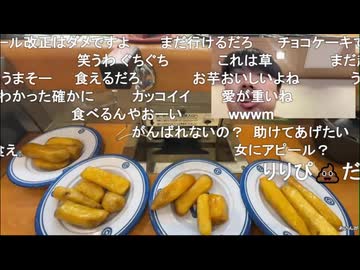 ール改正はダメですよ まだ行けるだろ チョコケーキォ
笑うわ ぐちぐち これは草 まだ
うまそー 食えるだろ お芋おいしいよね う
わかった確かに カッコイイ 愛が重いね
食べるんやおーい wwwm
がんばれないの? 助けてあげたい
食え 女にアピール?
りりぴ💩だ